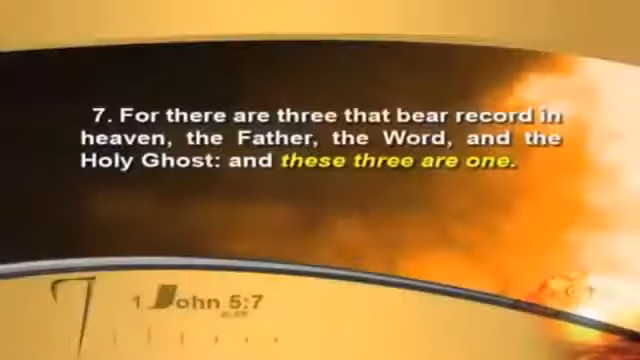 7. For there are three that bear record in
heaven, the Father, the Word, and the
Holy Ghost: and these three are one.
1 John 5:7